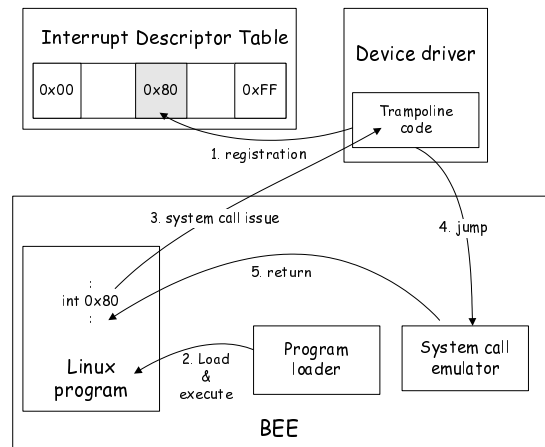 Interrupt Descriptor Table
0x00
0x80
0xFF
Device driver
Trampoline
code
1. registration
3. system call issue
4. jump
5. return
:
int 0x80
:
Linux
program
2. Load
&
execute
Program
loader
System call
emulator
BEE